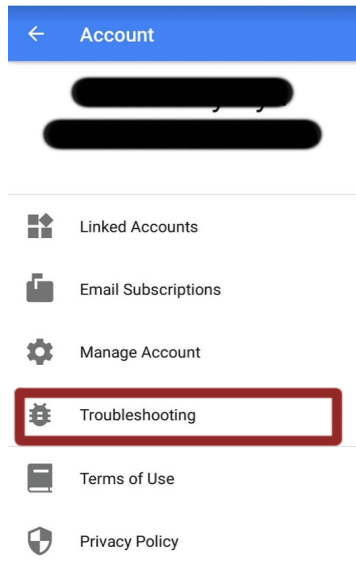 Account
Linked Accounts
Email Subscriptions
Manage Account
Troubleshooting
Terms of Use
Privacy Policy